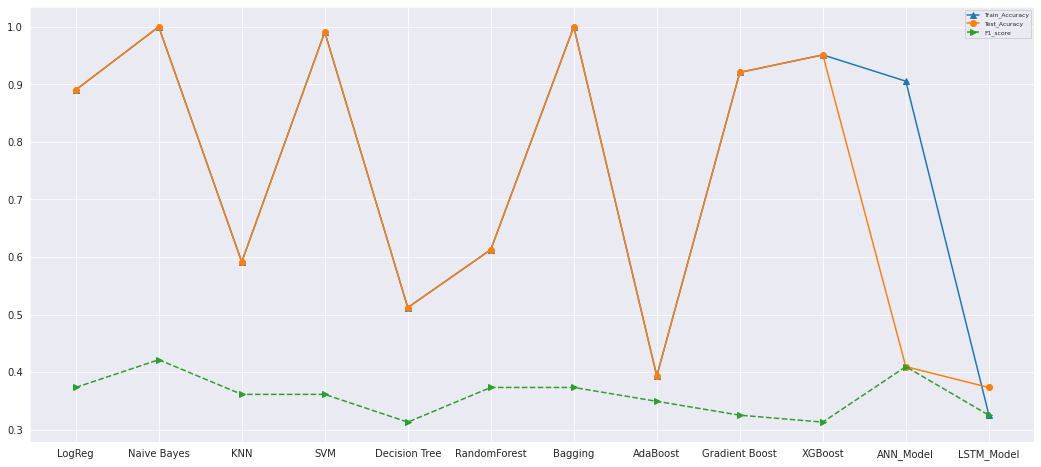 1.0
0.9
0.8
0.7
0.6
0.5
0.4
0.3
Train_Accuracy
Test_Acuracy
F1_score
LogReg Naive Bayes KNN SVM Decision Tree RandomForest Bagging AdaBoost Gradient Boost XGBoost ANN_Model LSTM_Model